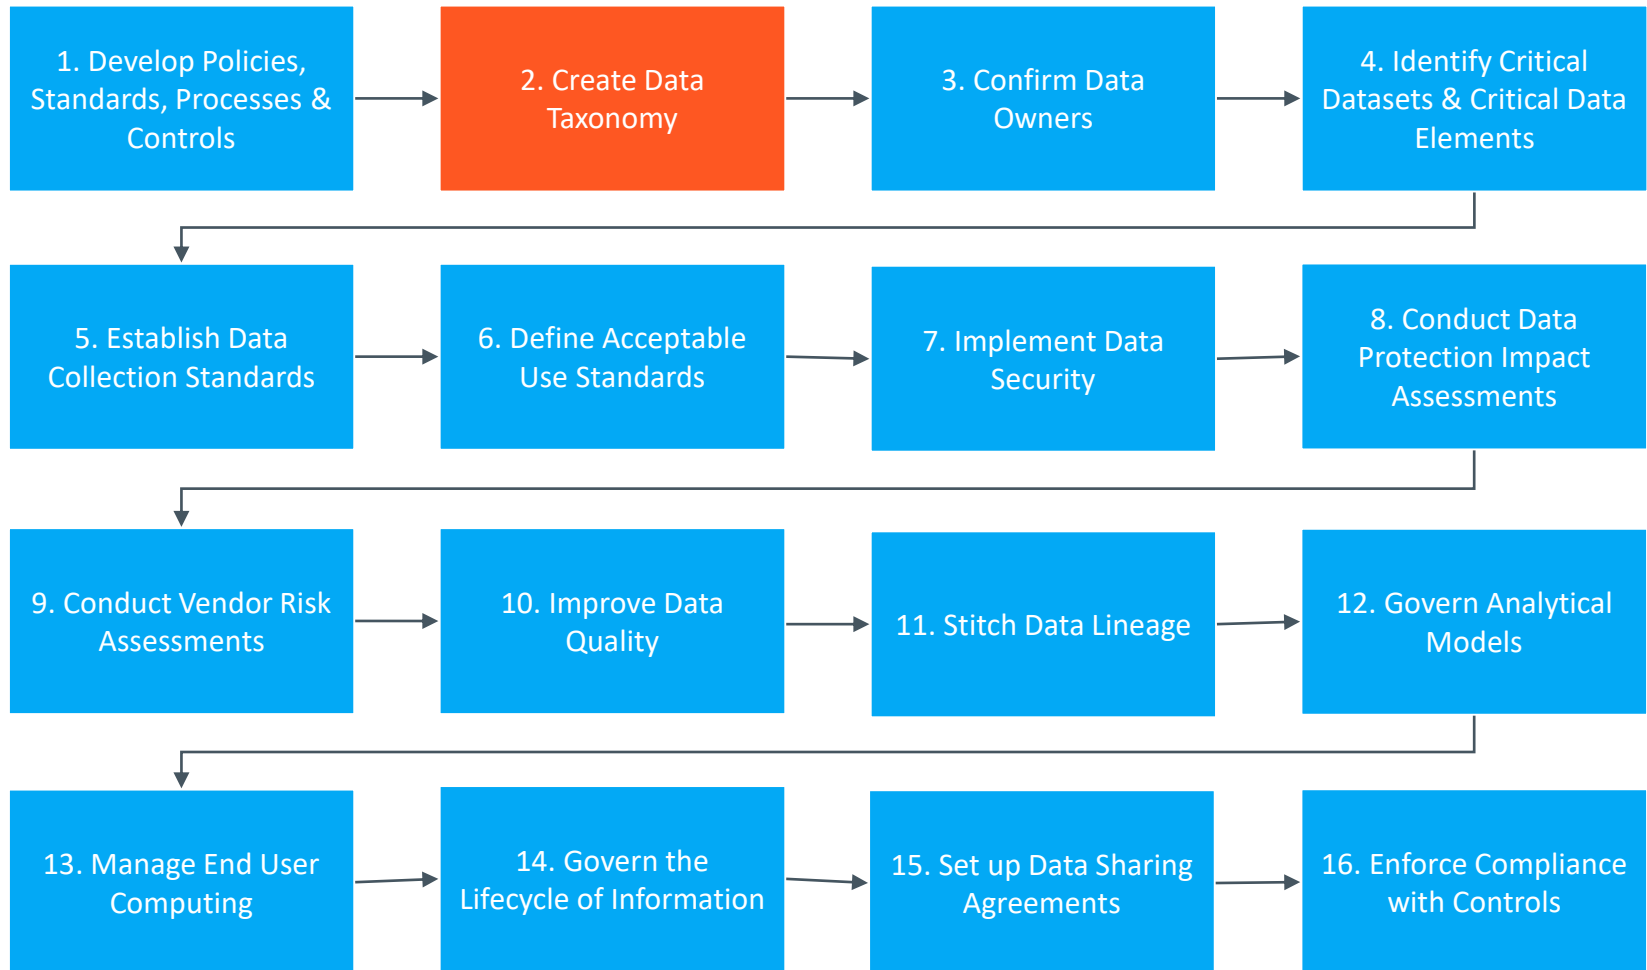 1. Develop Policies,
Standards, Processes &
Controls
2. Create Data
Taxonomy
3. Confirm Data
Owners
4. Identify Critical
Datasets & Critical Data
Elements
5. Establish Data
Collection Standards
6. Define Acceptable
Use Standards
7. Implement Data
Security
8. Conduct Data
Protection Impact
Assessments
9. Conduct Vendor Risk
Assessments
10. Improve Data
Quality
11. Stitch Data Lineage
12. Govern Analytical
Models
13. Manage End User
Computing
14. Govern the
Lifecycle of Information
15. Set up Data Sharing
Agreements
16. Enforce Compliance
with Controls